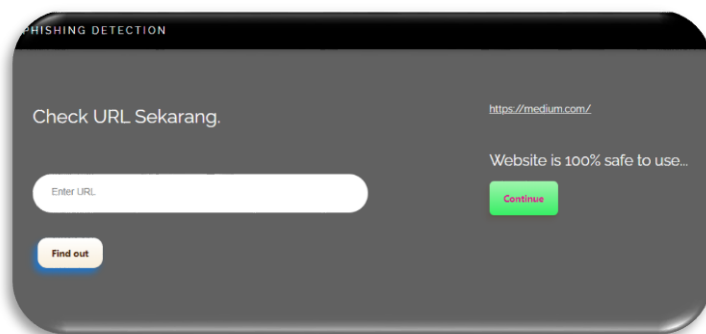 PHISHING DETECTION
Check URL Sekarang.
Enter URL
Find out
https://medium.com/
Website is 100% safe to use...
Continue